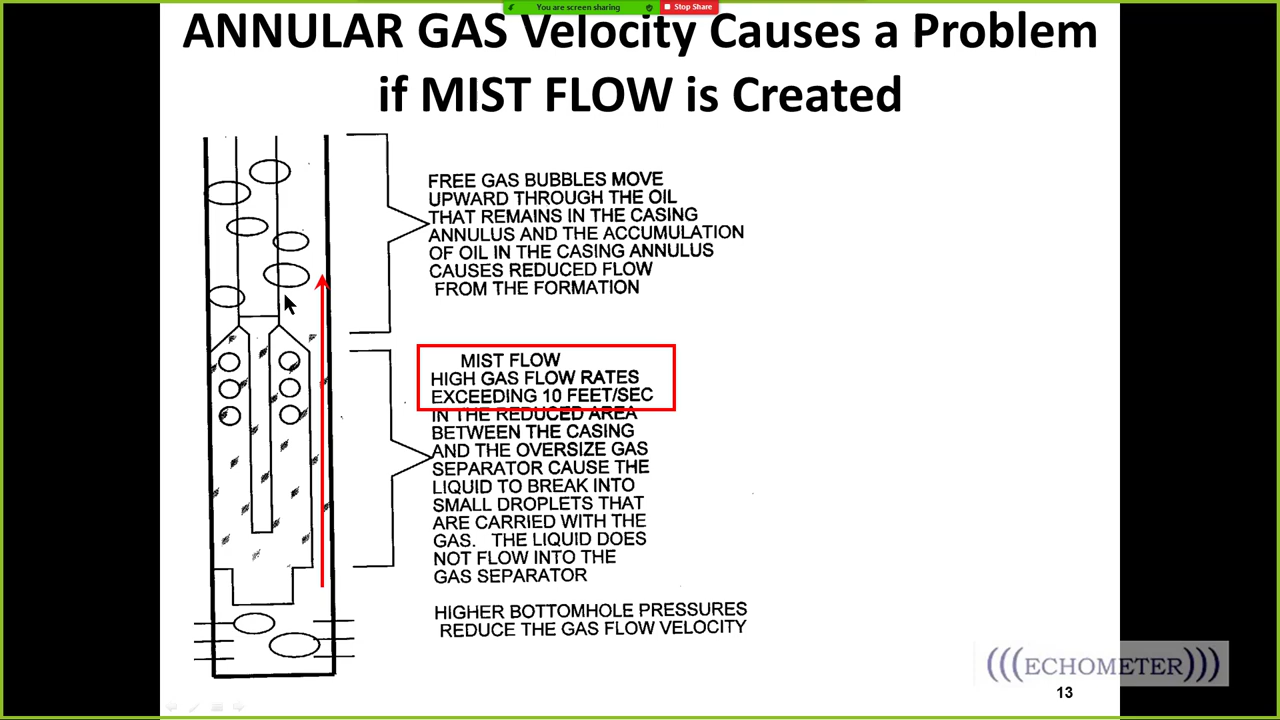 You are screen sharing
Stop Share
ANNULAR GAS Velocity Causes a Problem
if MIST FLOW is Created
FREE GAS BUBBLES MOVE
UPWARD THROUGH THE OIL
THAT REMAINS IN THE CASING
ANNULUS AND THE ACCUMULATION
OF OIL IN THE CASING ANNULUS
CAUSES REDUCED FLOW
FROM THE FORMATION
MIST FLOW
HIGH GAS FLOW RATES
EXCEEDING 10 FEET/SEC
IN THE REDUCED AREA
BETWEEN THE CASING
AND THE OVERSIZE GAS
SEPARATOR CAUSE THE
LIQUID TO BREAK INTO
SMALL DROPLETS THAT
ARE CARRIED WITH THE
GAS. THE LIQUID DOES
NOT FLOW INTO THE
GAS SEPARATOR
HIGHER BOTTOMHOLE PRESSURES
REDUCE THE GAS FLOW VELOCITY
(((ECHOMETER)))
13